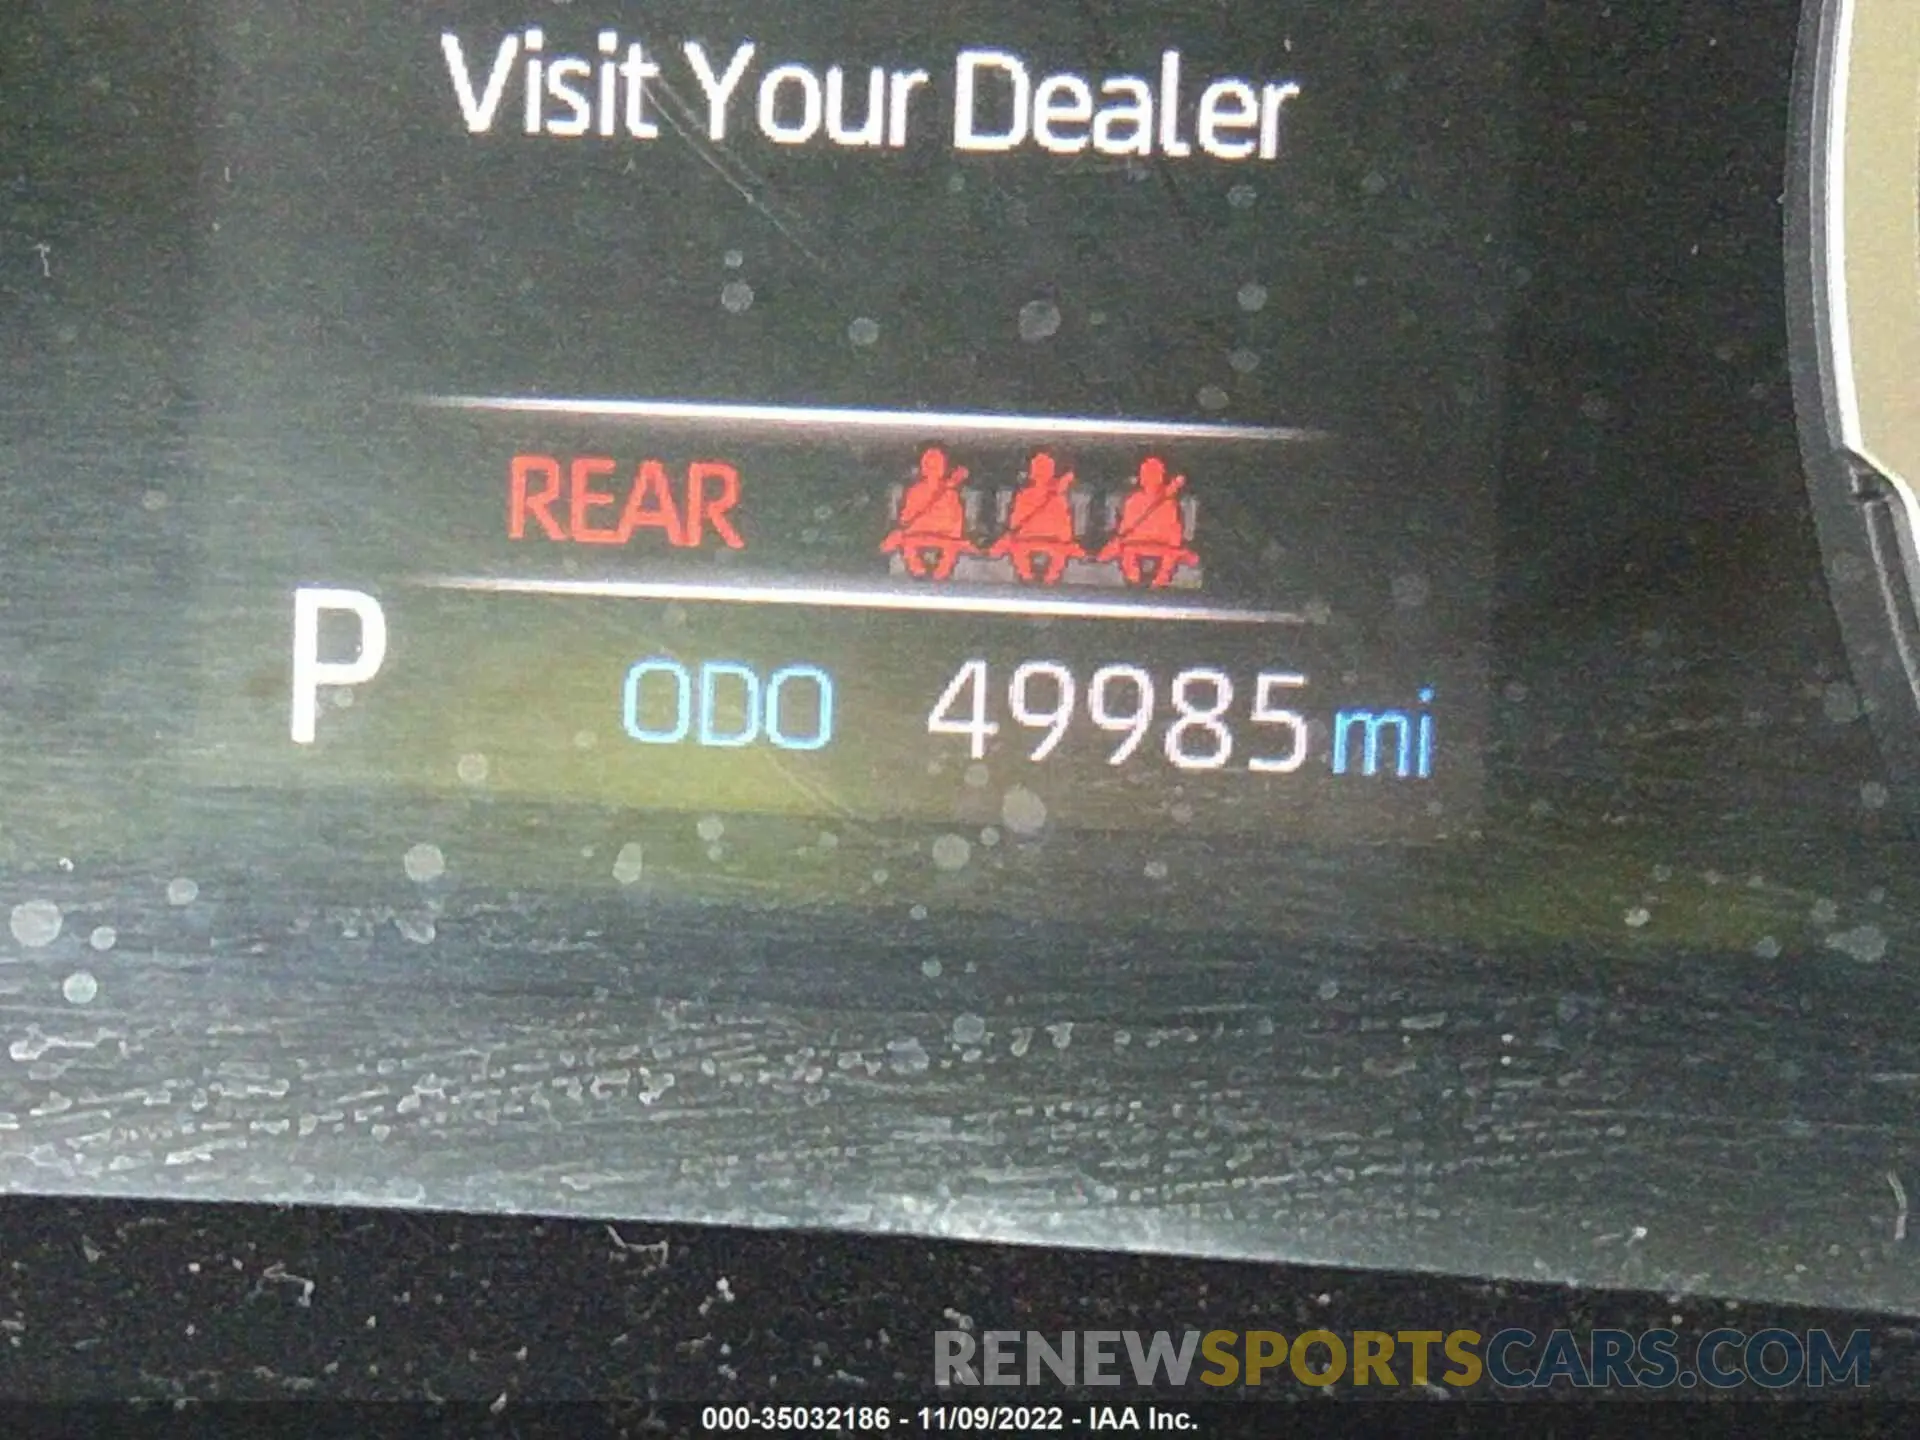 Visit Your Dealer
REAR
P ODO 49985 mi
RENEWSPORTSCARS.COM
000-35032186 - 11/09/2022 - IAA Inc.